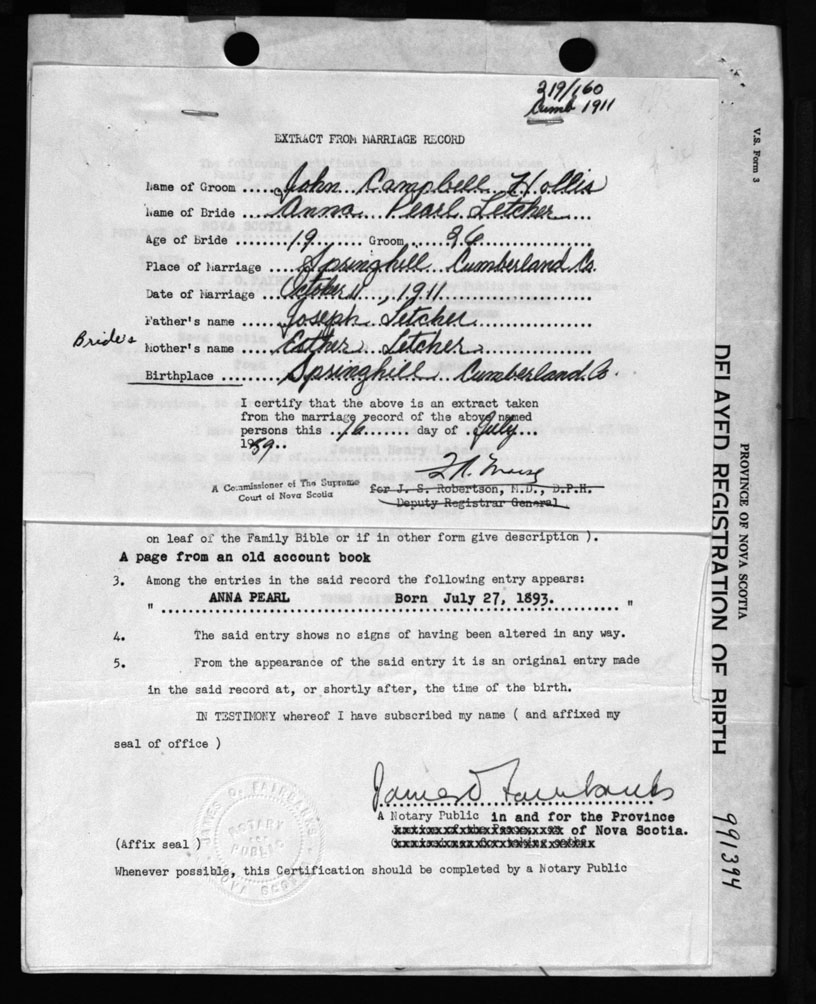 219/160
Cumb 1911
V.S. Form 3
EXTRACT FROM MARRIAGE RECORD
Name of Groom ..... John Campbell Hollis
Name of Bride ..... Anna Pearl Letcher
Age of Bride ........ 19 ....... Groom ..... 26 ...............
Place of Marriage ... Springhill Cumberland Co.
Date of Marriage ... October 11, 1911 ...............
Father's name ...... Joseph Letcher ...............
Bride's
Mother's name ...... Esther Letcher ...............
Birthplace ....... Springhill Cumberland Co.
I certify that the above is an extract taken
from the marriage record of the above named
persons this ..16........ day of ..July....
1959..
A Commissioner of The Supreme
Court of Nova Scotia
for J. S. Robertson, M.D., D.P.H.
Deputy Registrar General.
on leaf of the Family Bible or if in other form give description ).
A page from an old account book
3. Among the entries in the said record the following entry appears:
" ANNA PEARL Born July 27, 1893. "
4. The said entry shows no signs of having been altered in any way.
5. From the appearance of the said entry it is an original entry made
in the said record at, or shortly after, the time of the birth.
IN TESTIMONY whereof I have subscribed my name ( and affixed my
seal of office )
James O Fairbanks
A Notary Public in and for the Province
of Nova Scotia.
(Affix seal )
JAMES O. FAIRBANKS
NOTARY
PUBLIC
NOVA SCOTIA
Whenever possible, this Certification should be completed by a Notary Public
PROVINCE OF NOVA SCOTIA
DELAYED REGISTRATION OF BIRTH
991394